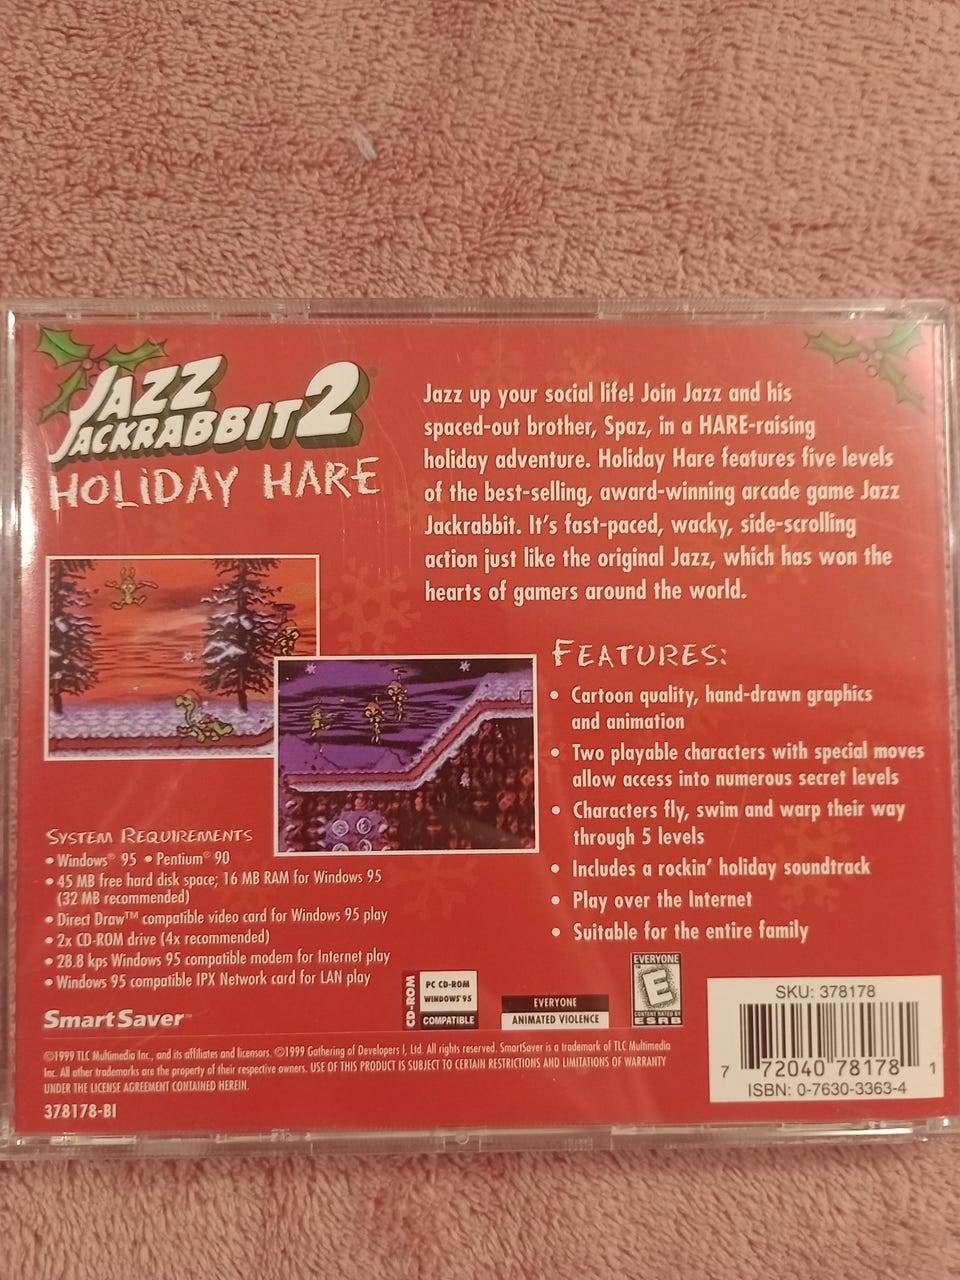 JAZZ
JACKRABBIT 2
HOLiDAY HARE
Jazz up your social life! Join Jazz and his
spaced-out brother, Spaz, in a HARE-raising
holiday adventure. Holiday Hare features five levels
of the best-selling, award-winning arcade game Jazz
Jackrabbit. It's fast-paced, wacky, side-scrolling
action just like the original Jazz, which has won the
hearts of gamers around the world.
FEATURES:
• Cartoon quality, hand-drawn graphics
and animation
• Two playable characters with special moves
allow access into numerous secret levels
• Characters fly, swim and warp their way
through 5 levels
• Includes a rockin' holiday soundtrack
• Play over the Internet
• Suitable for the entire family
SYSTEM REQUIREMENTS
• Windows® 95 • Pentium® 90
• 45 MB free hard disk space; 16 MB RAM for Windows 95
(32 MB recommended)
• Direct Draw™ compatible video card for Windows 95 play
• 2x CD-ROM drive (4x recommended)
• 28.8 kps Windows 95 compatible modem for Internet play
• Windows 95 compatible IPX Network card for LAN play
SmartSaver™
CD-ROM
PC CD-ROM
WINDOWS® 95
COMPATIBLE
EVERYONE
ANIMATED VIOLENCE
EVERYONE
E
CONTENT RATED BY
ESRB
©1999 TLC Multimedia Inc., and its affiliates and licensors. ©1999 Gathering of Developers I, Ltd. All rights reserved. SmartSaver is a trademark of TLC Multimedia
Inc. All other trademarks are the property of their respective owners. USE OF THIS PRODUCT IS SUBJECT TO CERTAIN RESTRICTIONS AND LIMITATIONS OF WARRANTY
UNDER THE LICENSE AGREEMENT CONTAINED HEREIN.
378178-BI
SKU: 378178
7 72040 78178 1
ISBN: 0-7630-3363-4